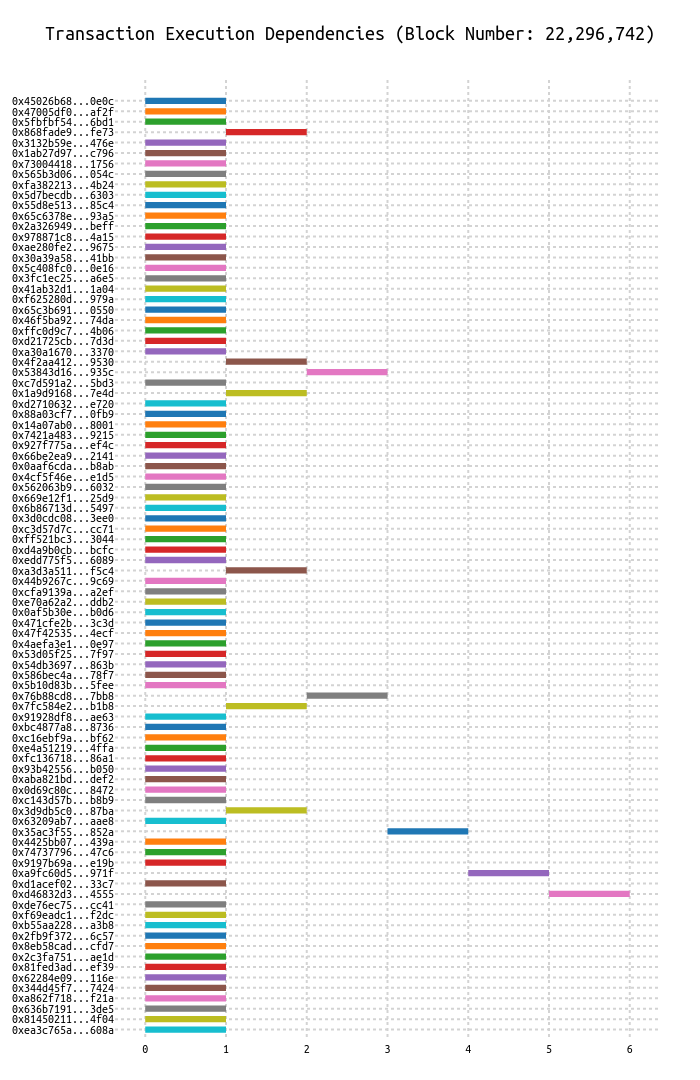 Transaction Execution Dependencies (Block Number: 22,296,742)
0x45026b68...0e0c
0x47005df0...af2f
0x5fbfbf54...6bd1
0x868fade9...fe73
0x3132b59e...476e
0x1ab27d97...c796
0x73004418...1756
0x565b3d06...054c
0xfa382213...4b24
0x5d7becdb...6303
0x55d8e513...85c4
0x65c6378e...93a5
0x2a326949...beff
0x978871c8...4a15
0xae280fe2...9675
0x30a39a58...41bb
0x5c408fc0...0e16
0x3fc1ec25...a6e5
0x41ab32d1...1a04
0xf625280d...979a
0x65c3b691...0550
0x46f5ba92...74da
0xffc0d9c7...4b06
0xd21725cb...7d3d
0xa30a1670...3370
0x4f2aa412...9530
0x53843d16...935c
0xc7d591a2...5bd3
0x1a9d9168...7e4d
0xd2710632...e720
0x88a03cf7...0fb9
0x14a07ab0...8001
0x7421a483...9215
0x927f775a...ef4c
0x66be2ea9...2141
0x0aaf6cda...b8ab
0x4cf5f46e...e1d5
0x562063b9...6032
0x669e12f1...25d9
0x6b86713d...5497
0x3d0cdc08...3ee0
0xc3d57d7c...cc71
0xff521bc3...3044
0xd4a9b0cb...bcfc
0xedd775f5...6089
0xa3d3a511...f5c4
0x44b9267c...9c69
0xcfa9139a...a2ef
0xe70a62a2...ddb2
0x0af5b30e...b0d6
0x471cfe2b...3c3d
0x47f42535...4ecf
0x4aefa3e1...0e97
0x53d05f25...7f97
0x54db3697...863b
0x586bec4a...78f7
0x5b10d83b...5fee
0x76b88cd8...7bb8
0x7fc584e2...b1b8
0x91928df8...ae63
0xbc4877a8...8736
0xc16ebf9a...bf62
0xe4a51219...4ffa
0xfc136718...86a1
0x93b42556...b050
0xaba821bd...def2
0x0d69c80c...8472
0xc143d57b...b8b9
0x3d9db5c0...87ba
0x63209ab7...aae8
0x35ac3f55...852a
0x4425bb07...439a
0x74737796...47c6
0x9197b69a...e19b
0xa9fc60d5...971f
0xd1acef02...33c7
0xd46832d3...4555
0xde76ec75...cc41
0xf69eadc1...f2dc
0xb55aa228...a3b8
0x2fb9f372...6c57
0x8eb58cad...cfd7
0x2c3fa751...ae1d
0x81fed3ad...ef39
0x62284e09...116e
0x344d45f7...7424
0xa862f718...f21a
0x636b7191...3de5
0x81450211...4f04
0xea3c765a...608a
0 1 2 3 4 5 6